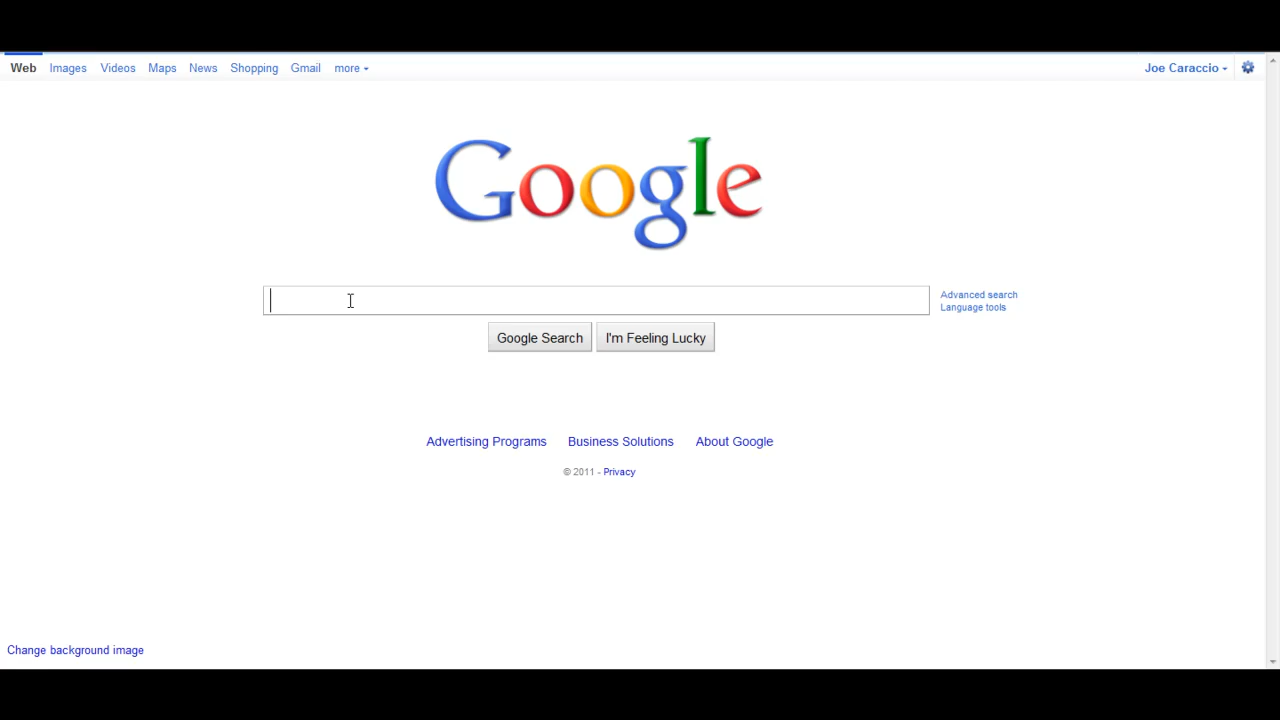 Web Images Videos Maps News Shopping Gmail more Joe Caraccio
Google
Advanced search
Language tools
Google Search I'm Feeling Lucky
Advertising Programs Business Solutions About Google
© 2011 - Privacy
Change background image